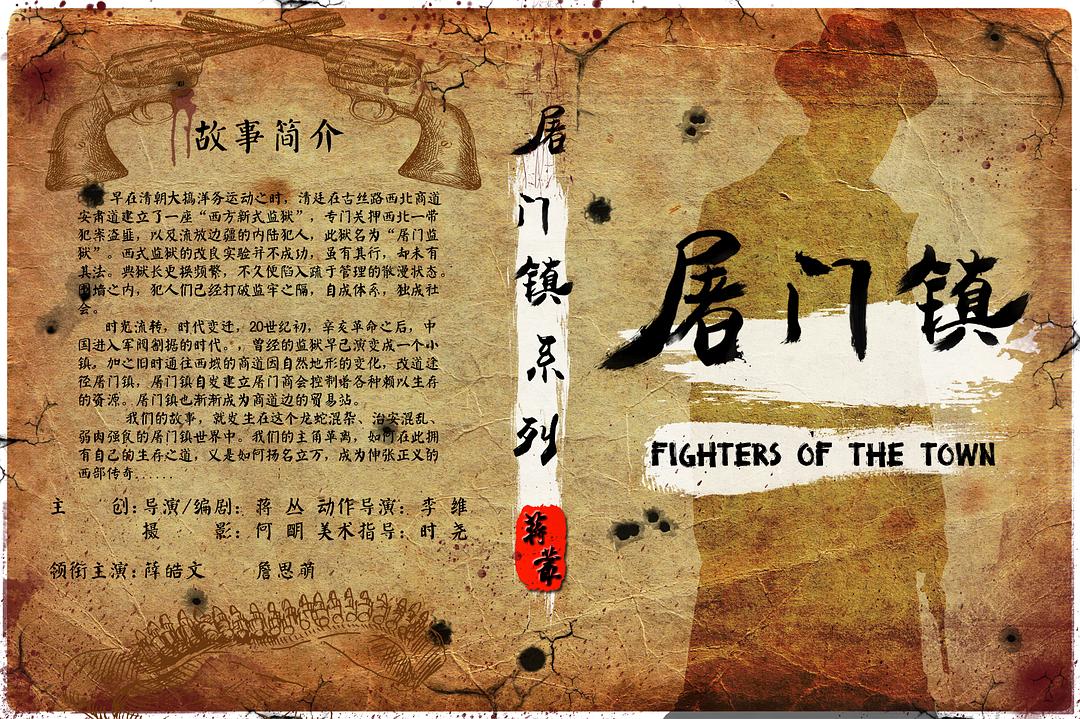 故事简介
早在清朝大搞洋务运动之时，清廷在古丝路西北商道
安肃道建立了一座“西方新式监狱”，专门关押西北一带
犯案盗匪，以及流放边疆的内陆犯人，此狱名为“屠门监
狱”。西式监狱的改良实验并不成功，虽有其行，却未有
其法。典狱长更换频繁，不久便陷入疏于管理的散漫状态。
围墙之内，犯人们已经打破监牢之隔，自成体系，独成社
会。
时光流转，时代变迁，20世纪初，辛亥革命之后，中
国进入军阀割据的时代。，曾经的监狱早已演变成一个小
镇。加之旧时通往西域的商道因自然地形的变化，改道途
径屠门镇，屠门镇自发建立屠门商会控制着各种赖以生存
的资源。屠门镇也渐渐成为商道边的贸易站。
我们的故事，就发生在这个龙蛇混杂、治安混乱、
弱肉强食的屠门镇世界中。我们的主角革离，如何在此拥
有自己的生存之道，又是如何扬名立万，成为伸张正义的
西部传奇......
主 创：导演/编剧：蒋 丛 动作导演：李 维
摄 影：何 明 美术指导：时 尧
领衔主演：薛皓文 詹思萌
屠门镇系列
屠门镇
FIGHTERS OF THE TOWN